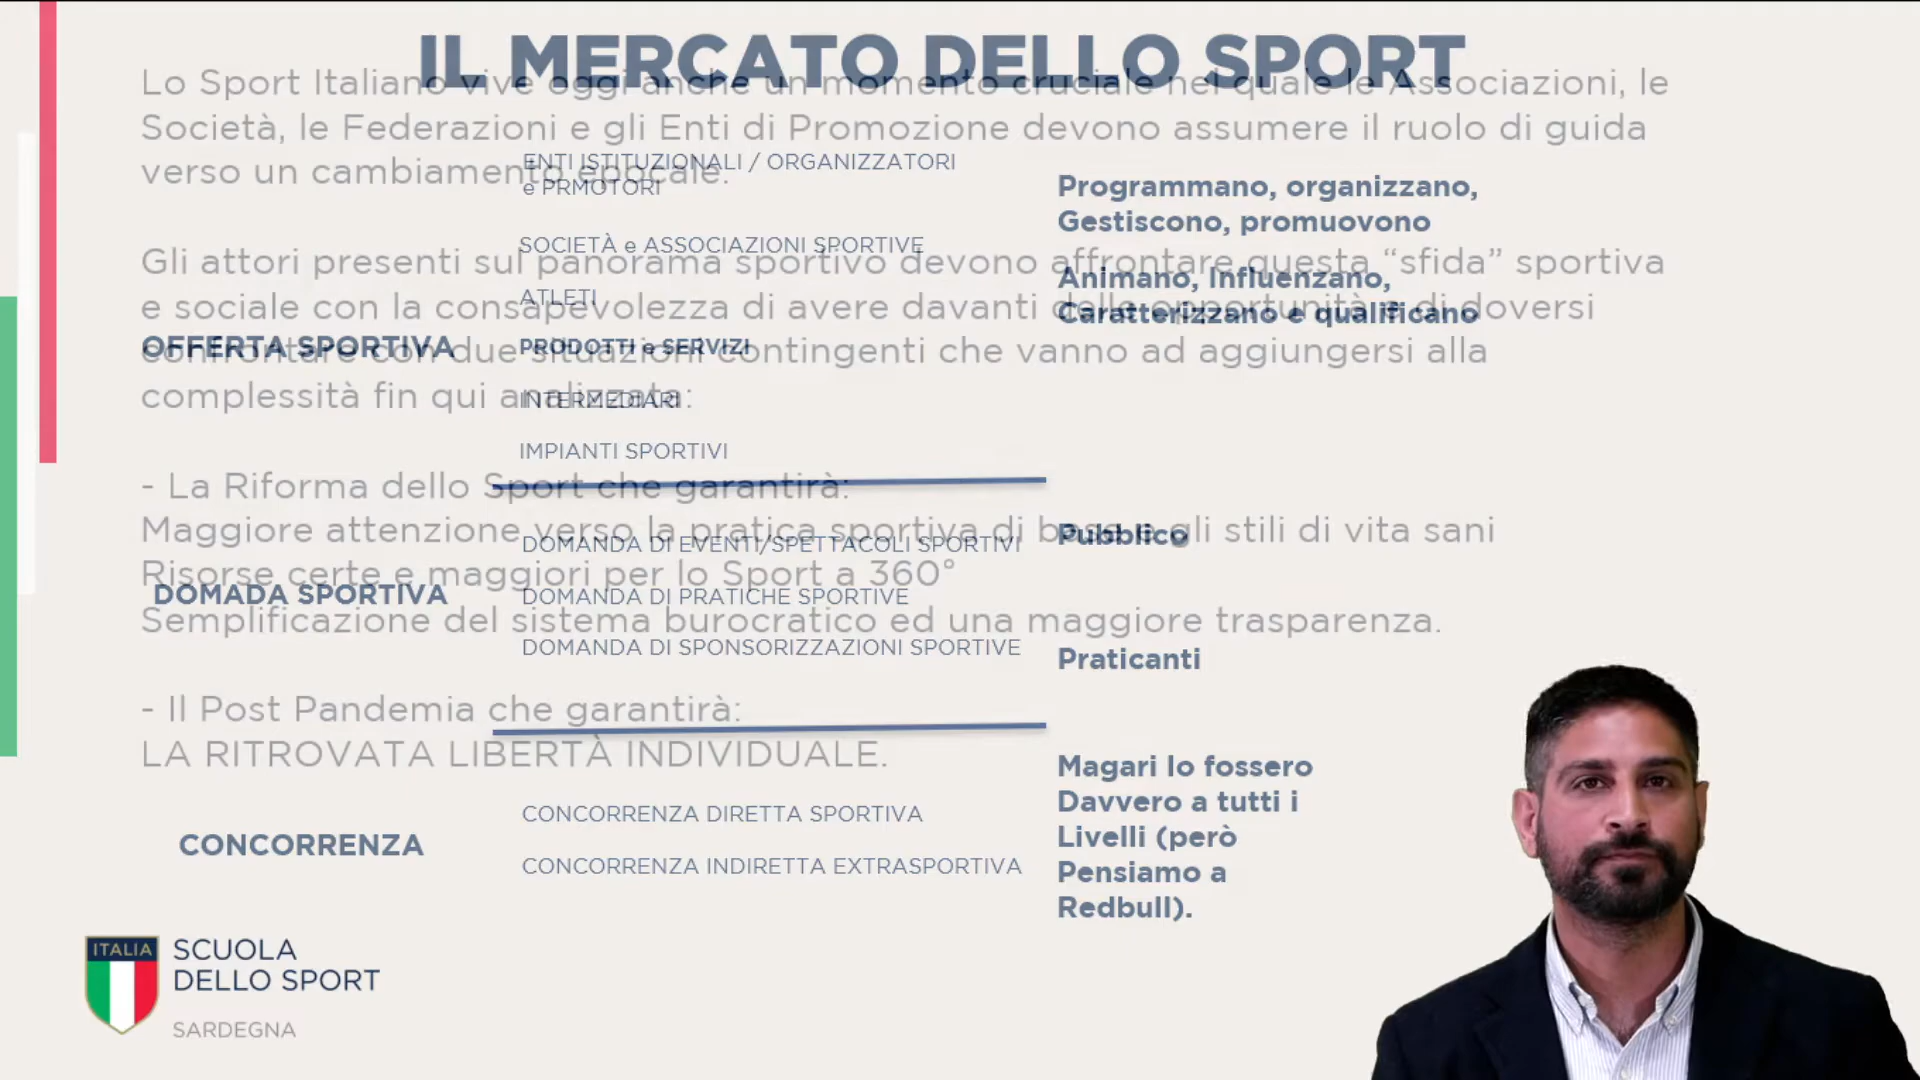 IL MERCATO DELLO SPORT
Lo Sport Italiano vive oggi anche un momento cruciale nel quale le Associazioni, le
Società, le Federazioni e gli Enti di Promozione devono assumere il ruolo di guida
verso un cambiamento epocale.
Gli attori presenti sul panorama sportivo devono affrontare questa “sfida” sportiva
e sociale con la consapevolezza di avere davanti delle opportunità e di doversi
confrontare con due situazioni contingenti che vanno ad aggiungersi alla
complessità fin qui analizzata:
- La Riforma dello Sport che garantirà:
Maggiore attenzione verso la pratica sportiva di base e gli stili di vita sani
Risorse certe e maggiori per lo Sport a 360°
Semplificazione del sistema burocratico ed una maggiore trasparenza.
- Il Post Pandemia che garantirà:
LA RITROVATA LIBERTÀ INDIVIDUALE.
OFFERTA SPORTIVA
ENTI ISTITUZIONALI / ORGANIZZATORI
e PRMOTORI
SOCIETÀ e ASSOCIAZIONI SPORTIVE
ATLETI
PRODOTTI e SERVIZI
INTERMEDIARI
IMPIANTI SPORTIVI
Programmano, organizzano,
Gestiscono, promuovono
Animano, Influenzano,
Caratterizzano e qualificano
DOMADA SPORTIVA
DOMANDA DI EVENTI/SPETTACOLI SPORTIVI
DOMANDA DI PRATICHE SPORTIVE
DOMANDA DI SPONSORIZZAZIONI SPORTIVE
Pubblico
Praticanti
CONCORRENZA
CONCORRENZA DIRETTA SPORTIVA
CONCORRENZA INDIRETTA EXTRASPORTIVA
Magari lo fossero
Davvero a tutti i
Livelli (però
Pensiamo a
Redbull).
ITALIA
SCUOLA
DELLO SPORT
SARDEGNA